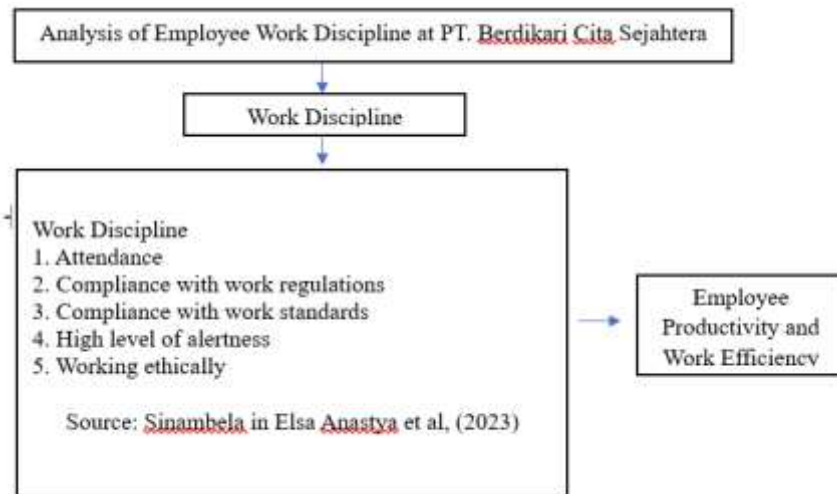 Analysis of Employee Work Discipline at PT. Berdikari Cita Sejahtera
Work Discipline
Work Discipline
1. Attendance
2. Compliance with work regulations
3. Compliance with work standards
4. High level of alertness
5. Working ethically
Source: Sinambela in Elsa Anastya et al, (2023)
Employee
Productivity and
Work Efficiency